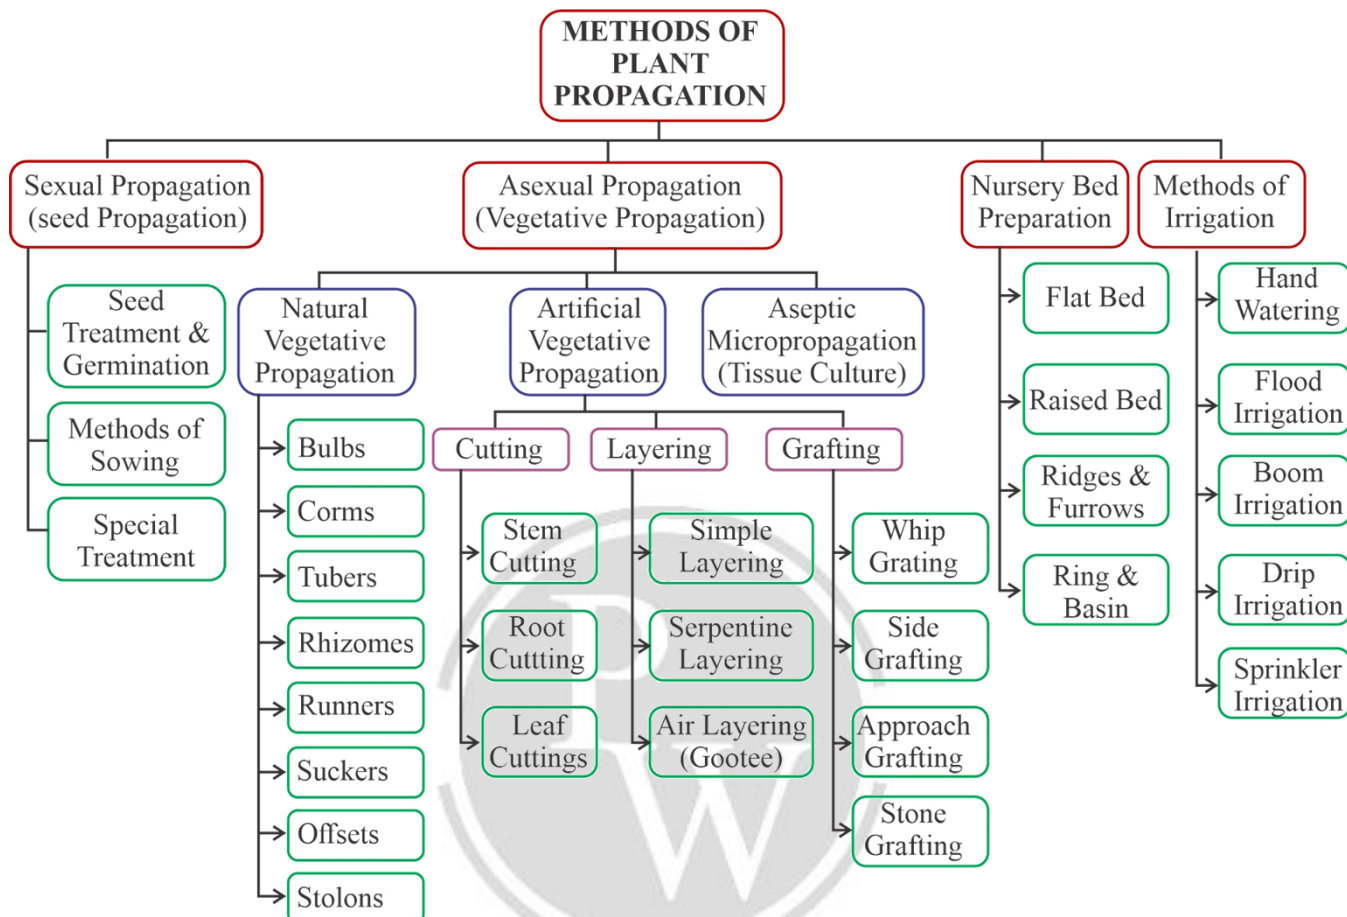 METHODS OF
PLANT
PROPAGATION
Sexual Propagation
(seed Propagation)
Asexual Propagation
(Vegetative Propagation)
Nursery Bed
Preparation
Methods of
Irrigation
Seed
Treatment &
Germination
Methods of
Sowing
Special
Treatment
Natural
Vegetative
Propagation
Artificial
Vegetative
Propagation
Aseptic
Micropropagation
(Tissue Culture)
Bulbs
Corms
Tubers
Rhizomes
Runners
Suckers
Offsets
Stolons
Cutting
Stem
Cutting
Root
Cuttting
Leaf
Cuttings
Layering
Simple
Layering
Serpentine
Layering
Air Layering
(Gootee)
Grafting
Whip
Grating
Side
Grafting
Approach
Grafting
Stone
Grafting
Flat Bed
Raised Bed
Ridges &
Furrows
Ring &
Basin
Hand
Watering
Flood
Irrigation
Boom
Irrigation
Drip
Irrigation
Sprinkler
Irrigation
P
W